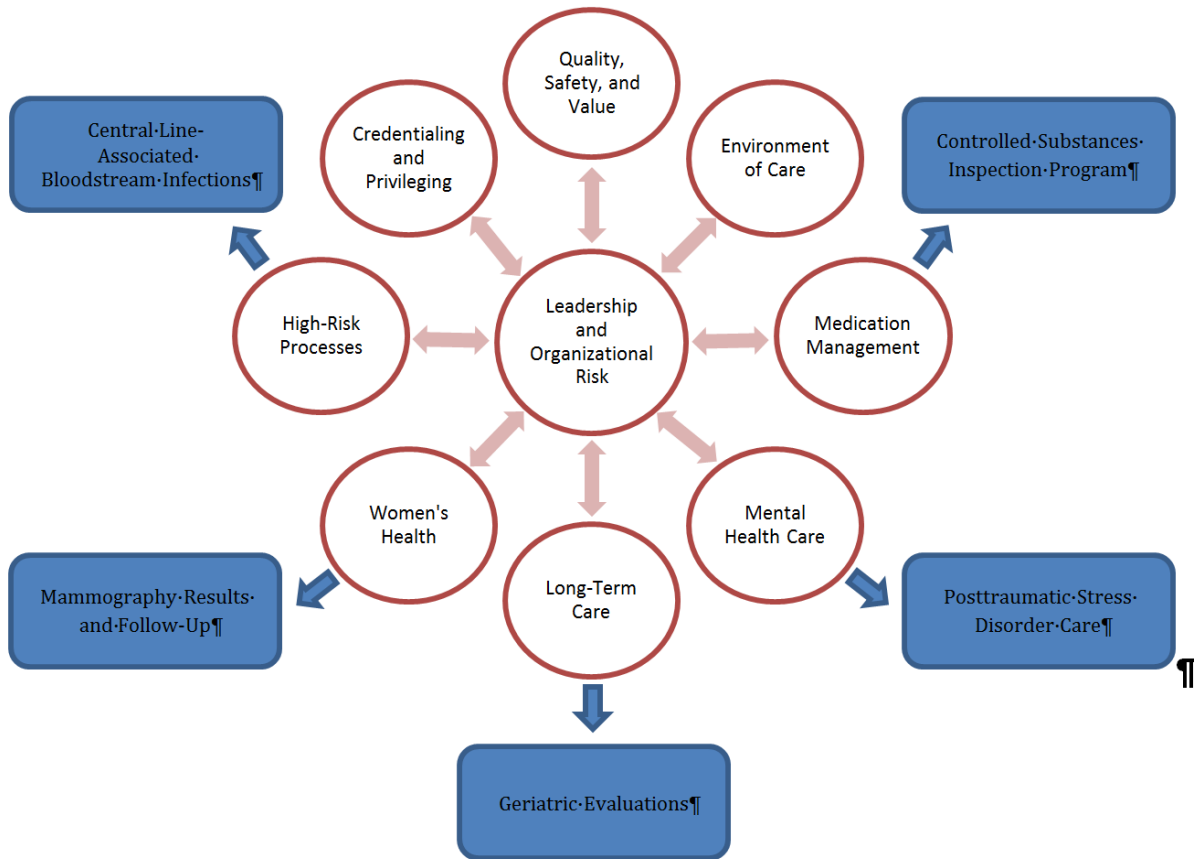 Quality,
Safety, and
Value
Credentialing
and
Privileging
Environment
of Care
Central·Line-
Associated·
Bloodstream·Infections¶
Controlled·Substances·
Inspection·Program¶
High-Risk
Processes
Leadership
and
Organizational
Risk
Medication
Management
Women's
Health
Mental
Health Care
Long-Term
Care
Mammography·Results·
and·Follow-Up¶
Posttraumatic·Stress·
Disorder·Care¶
¶
Geriatric·Evaluations¶